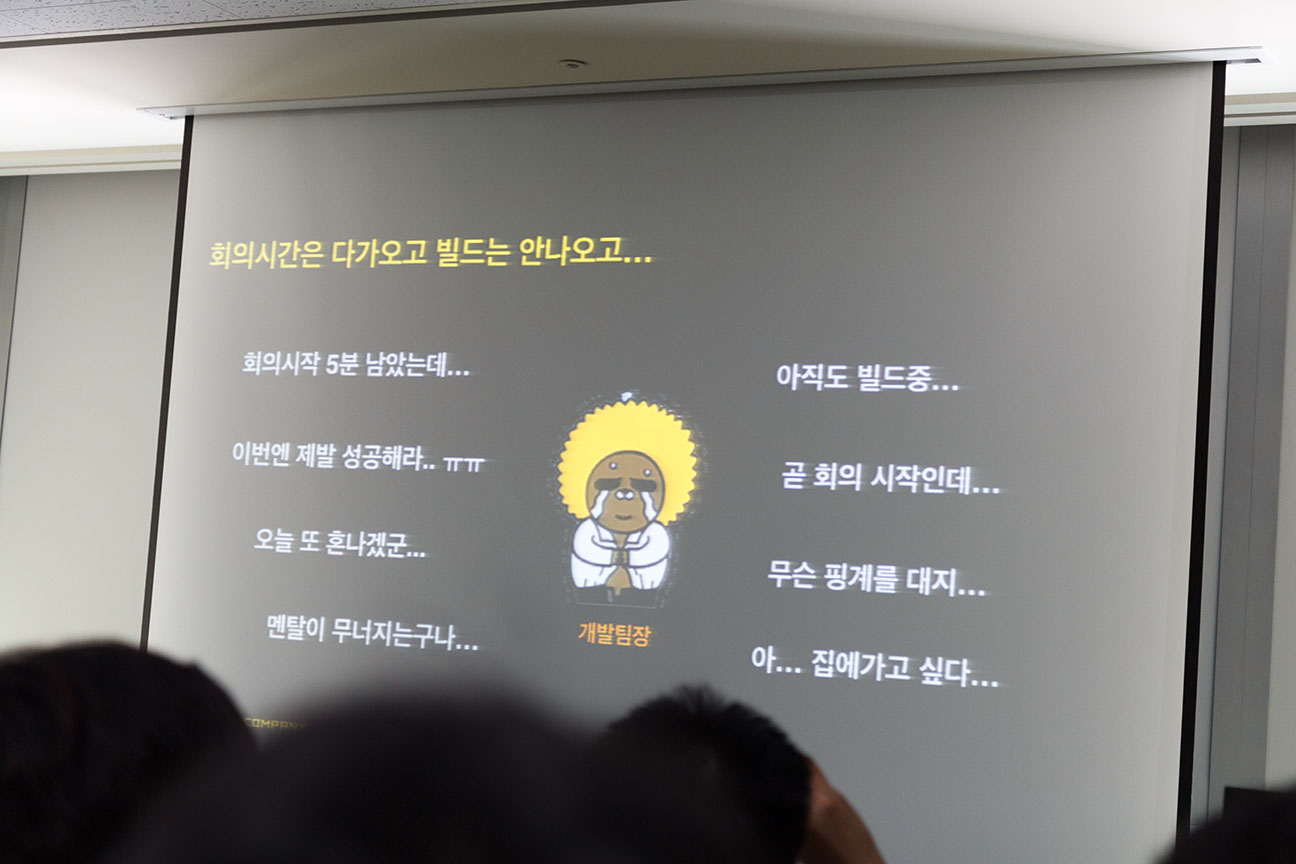 회의시간은 다가오고 빌드는 안나오고...
회의시작 5분 남았는데...
이번엔 제발 성공해라.. ㅠㅠ
오늘 또 혼나겠군...
멘탈이 무너지는구나...
아직도 빌드중...
곧 회의 시작인데...
무슨 핑계를 대지...
아... 집에가고 싶다...
개발팀장
COMPANY